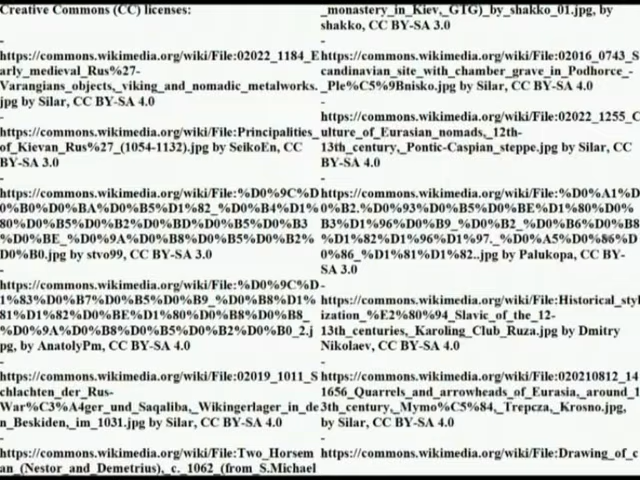 Creative Commons (CC) licenses:
-
https://commons.wikimedia.org/wiki/File:02022_1184_E
arly_medieval_Rus%27-
Varangians_objects,_viking_and_nomadic_metalworks.
jpg by Silar, CC BY-SA 4.0
-
https://commons.wikimedia.org/wiki/File:Principalities_
of_Kievan_Rus%27_(1054-1132).jpg by SeikoEn, CC
BY-SA 3.0
-
https://commons.wikimedia.org/wiki/File:%D0%9C%D
0%B0%D0%BA%D0%B5%D1%82_%D0%B4%D1%
80%D0%B5%D0%B2%D0%BD%D0%B5%D0%B3
%D0%BE_%D0%9A%D0%B8%D0%B5%D0%B2%
D0%B0.jpg by stvo99, CC BY-SA 3.0
-
https://commons.wikimedia.org/wiki/File:%D0%9C%D
1%83%D0%B7%D0%B5%D0%B9_%D0%B8%D1%
81%D1%82%D0%BE%D1%80%D0%B8%D0%B8_
%D0%9A%D0%B8%D0%B5%D0%B2%D0%B0_2.j
pg, by AnatolyPm, CC BY-SA 4.0
-
https://commons.wikimedia.org/wiki/File:02019_1011_S
chlachten_der_Rus-
War%C3%A4ger_und_Saqaliba,_Wikingerlager_in_de
n_Beskiden,_im_1031.jpg by Silar, CC BY-SA 4.0
-
https://commons.wikimedia.org/wiki/File:Two_Horsem
an_(Nestor_and_Demetrius),_c._1062_(from_S.Michael
_monastery_in_Kiev,_GTG)_by_shakko_01.jpg, by
shakko, CC BY-SA 3.0
-
https://commons.wikimedia.org/wiki/File:02016_0743_S
candinavian_site_with_chamber_grave_in_Podhorce_-
_Ple%C5%9Bnisko.jpg by Silar, CC BY-SA 4.0
-
https://commons.wikimedia.org/wiki/File:02022_1255_C
ulture_of_Eurasian_nomads,_12th-
13th_century,_Pontic-Caspian_steppe.jpg by Silar, CC
BY-SA 4.0
-
https://commons.wikimedia.org/wiki/File:%D0%A1%D
0%B2.%D0%93%D0%B5%D0%BE%D1%80%D0%
B3%D1%96%D0%B9_%D0%B2_%D0%B6%D0%B8
%D1%82%D1%96%D1%97._%D0%A5%D0%86%D
0%86_%D1%81%D1%82..jpg by Palukopa, CC BY-
SA 3.0
-
https://commons.wikimedia.org/wiki/File:Historical_styl
ization_%E2%80%94_Slavic_of_the_12-
13th_centuries,_Karoling_Club_Ruza.jpg by Dmitry
Nikolaev, CC BY-SA 4.0
-
https://commons.wikimedia.org/wiki/File:020210812_14
1656_Quarrels_and_arrowheads_of_Eurasia,_around_1
3th_century,_Mymo%C5%84,_Trepcza,_Krosno.jpg,
by Silar, CC BY-SA 4.0
-
https://commons.wikimedia.org/wiki/File:Drawing_of_c